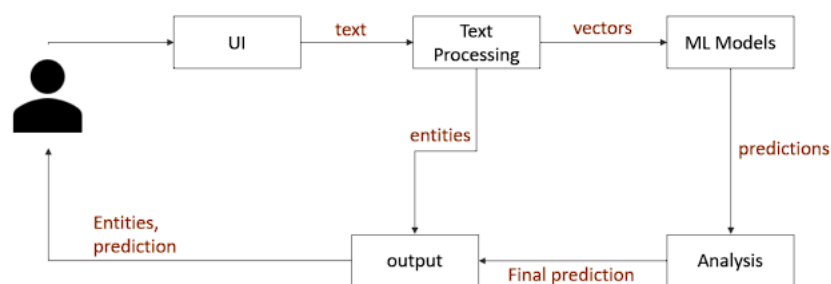 UI
text
Text
Processing
vectors
ML Models
entities
predictions
Entities,
prediction
output
Final prediction
Analysis